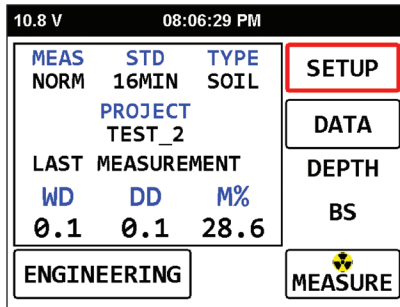 10.8 V 08:06:29 PM
MEAS STD TYPE
NORM 16MIN SOIL
PROJECT
TEST_2
LAST MEASUREMENT
WD DD M%
0.1 0.1 28.6
SETUP
DATA
DEPTH
BS
ENGINEERING
MEASURE